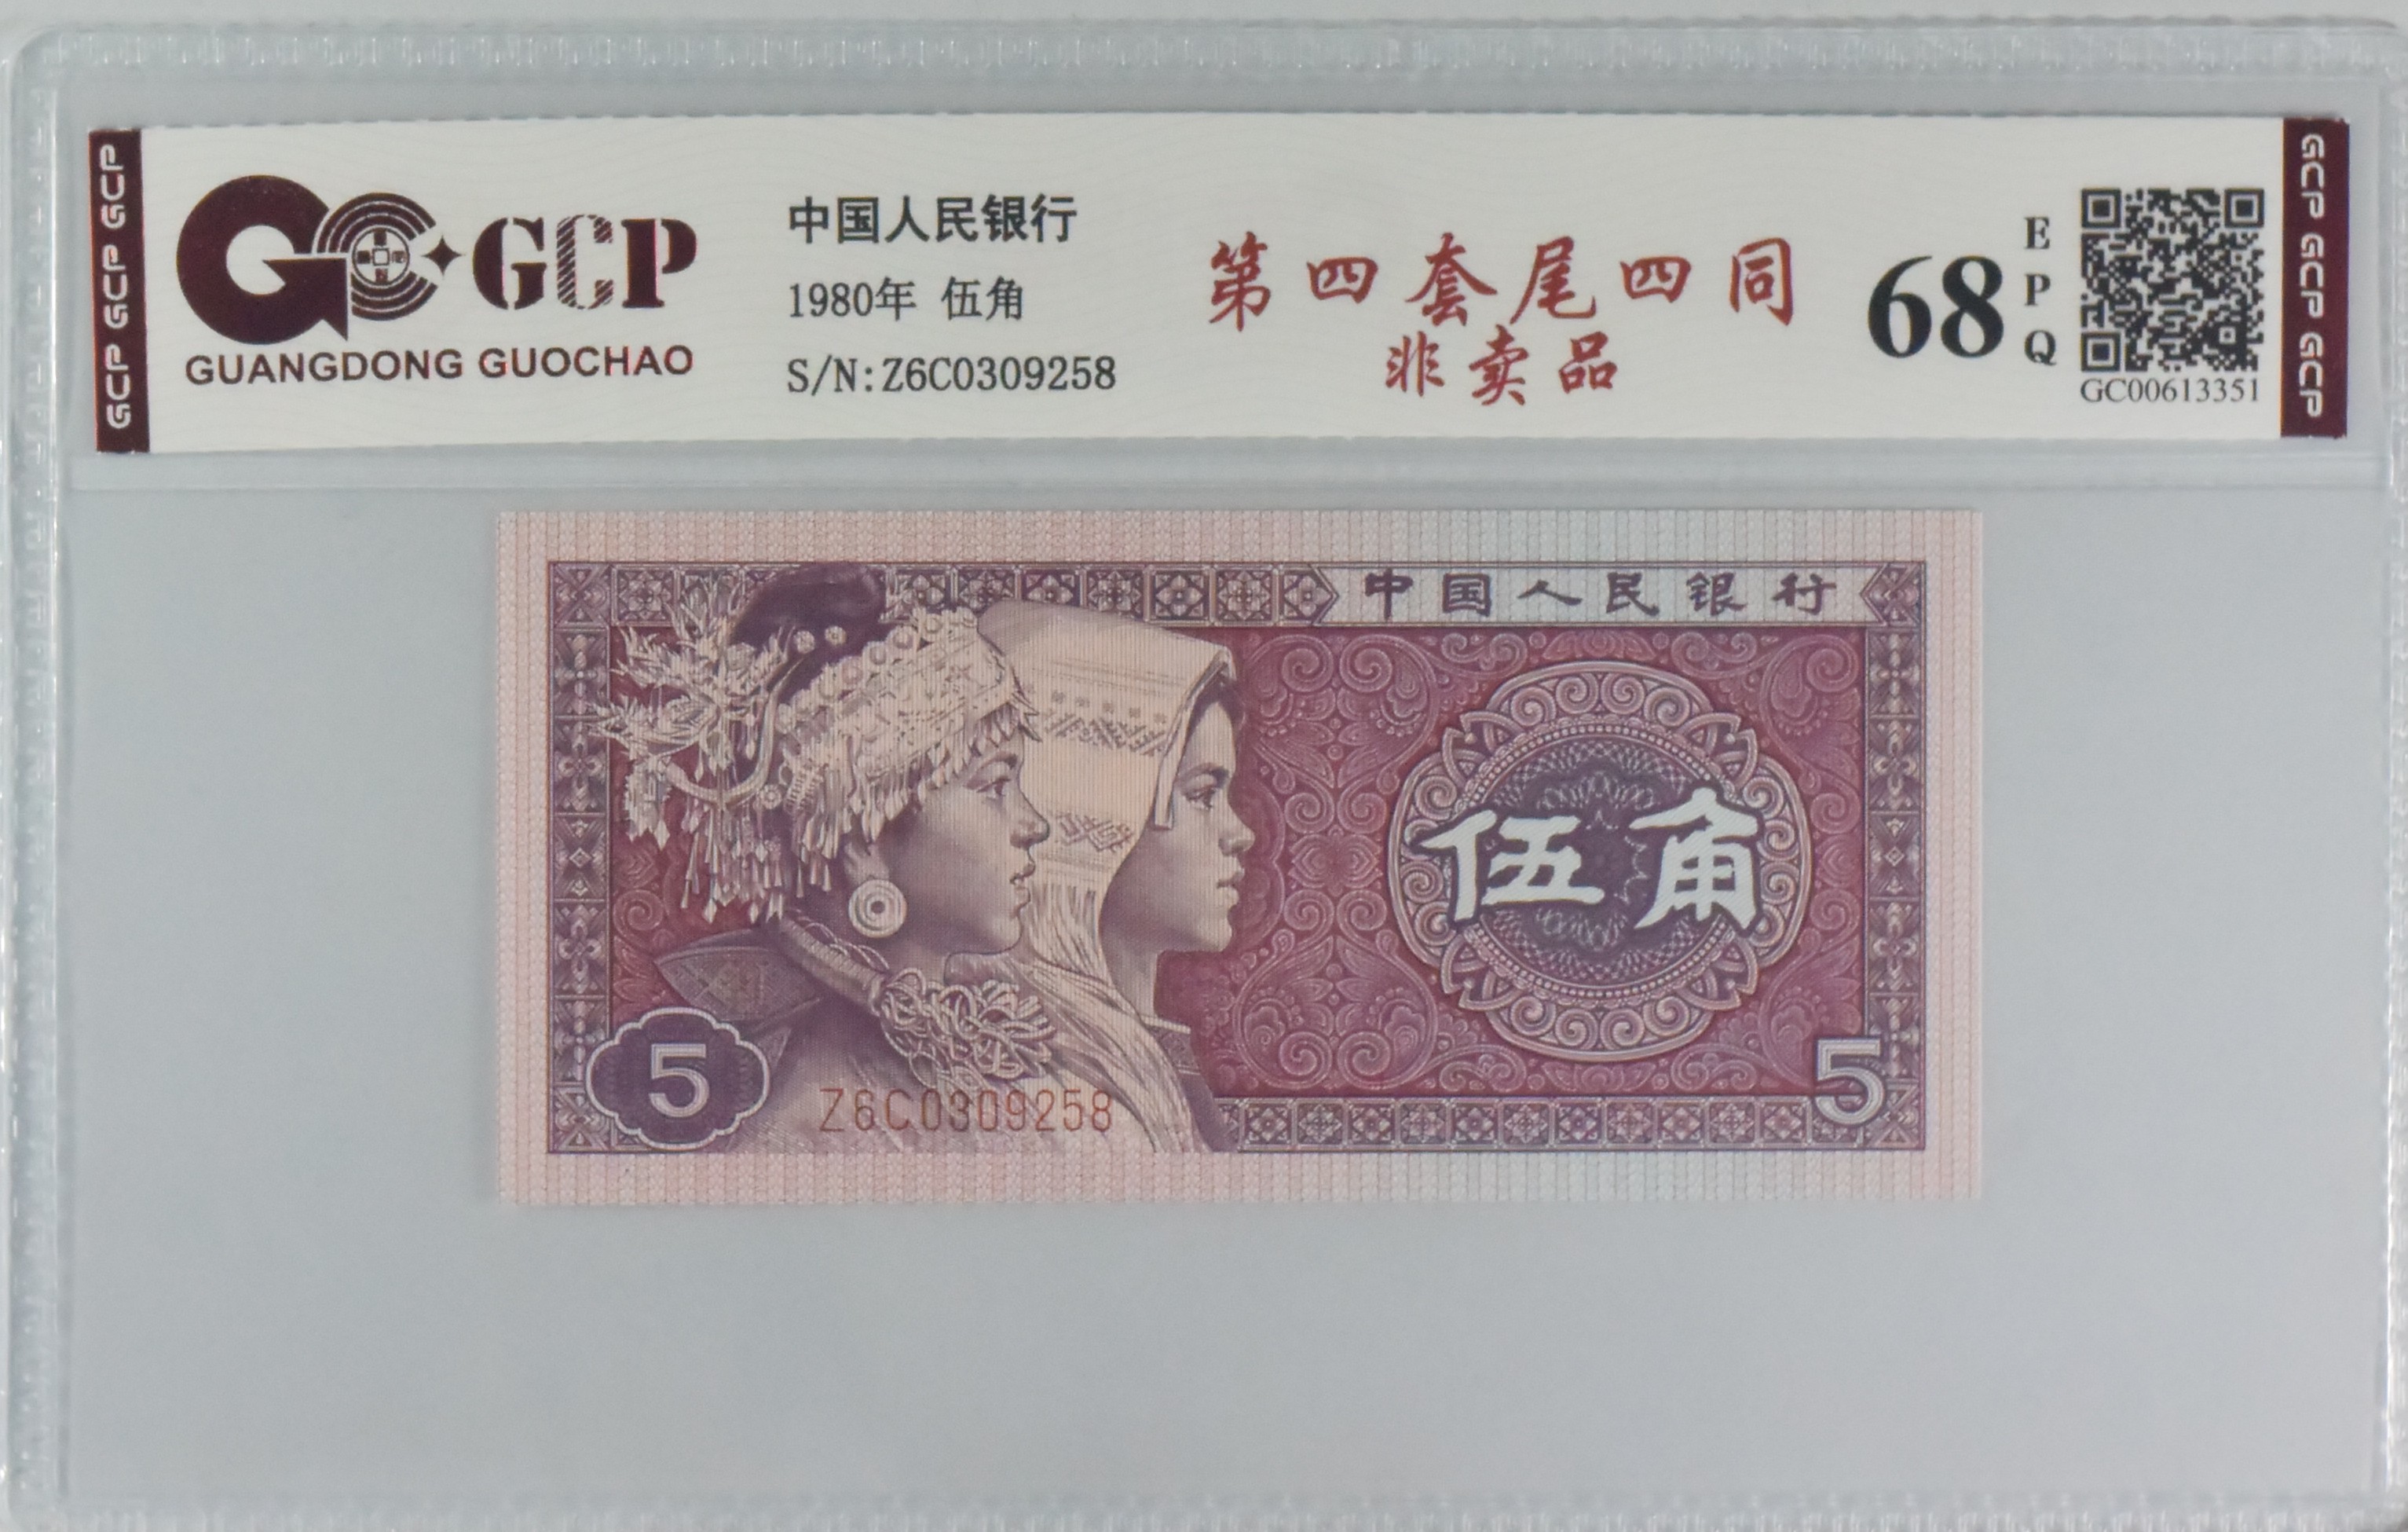 GCP GCP GCP
GCP
GUANGDONG GUOCHAO
中国人民银行
1980年 伍角
S/N:Z6C0309258
第四套尾四同
非卖品
68
EPQ
GC00613351
GCP GCP GCP
中国人民银行
伍角
5
5
Z6C0309258